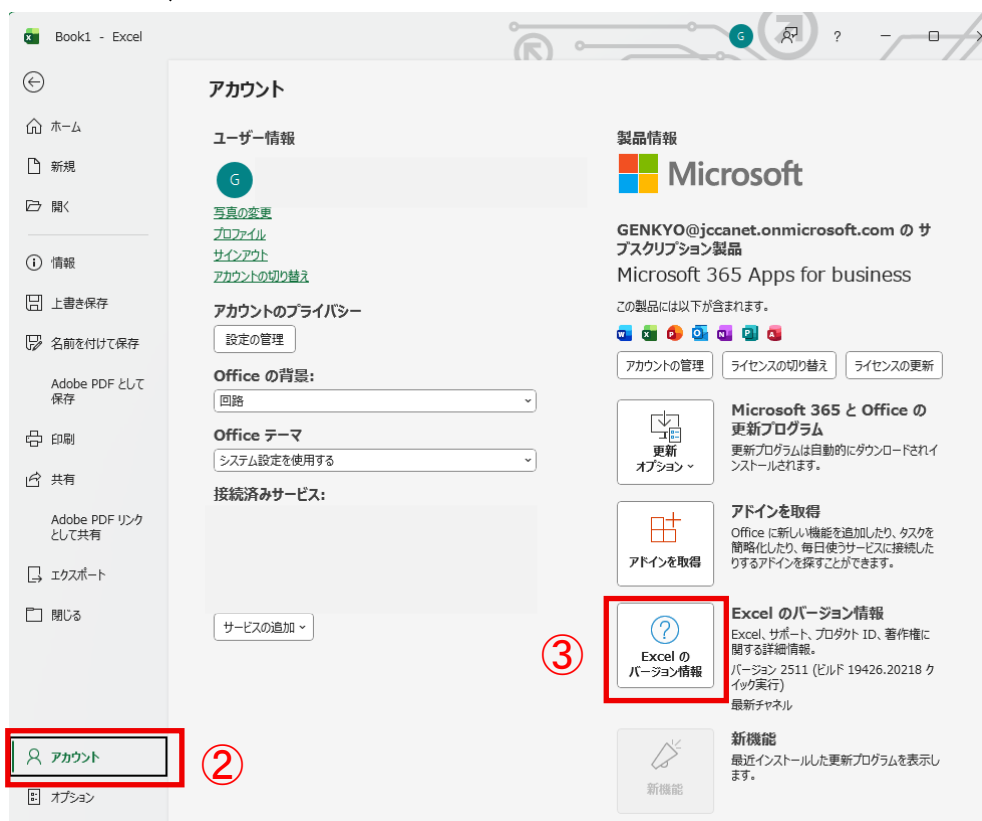 Book1 - Excel
G
?
アカウント
ホーム
新規
開く
情報
上書き保存
名前を付けて保存
Adobe PDF として
保存
印刷
共有
Adobe PDF リンク
として共有
エクスポート
閉じる
アカウント
②
オプション
ユーザー情報
G
写真の変更
プロファイル
サインアウト
アカウントの切り替え
アカウントのプライバシー
設定の管理
Office の背景:
回路
Office テーマ
システム設定を使用する
接続済みサービス:
サービスの追加
製品情報
Microsoft
GENKYO@jccanet.onmicrosoft.com の サ
ブスクリプション製品
Microsoft 365 Apps for business
この製品には以下が含まれます。
アカウントの管理
ライセンスの切り替え
ライセンスの更新
更新
オプション
Microsoft 365 と Office の
更新プログラム
更新プログラムは自動的にダウンロードされイ
ンストールされます。
アドインを取得
アドインを取得
Office に新しい機能を追加したり、タスクを
簡略化したり、毎日使うサービスに接続した
りするアドインを探すことができます。
③
Excel の
バージョン情報
Excel のバージョン情報
Excel、サポート、プロダクト ID、著作権に
関する詳細情報。
バージョン 2511 (ビルド 19426.20218 ク
イック実行)
最新チャネル
新機能
新機能
最近インストールした更新プログラムを表示し
ます。